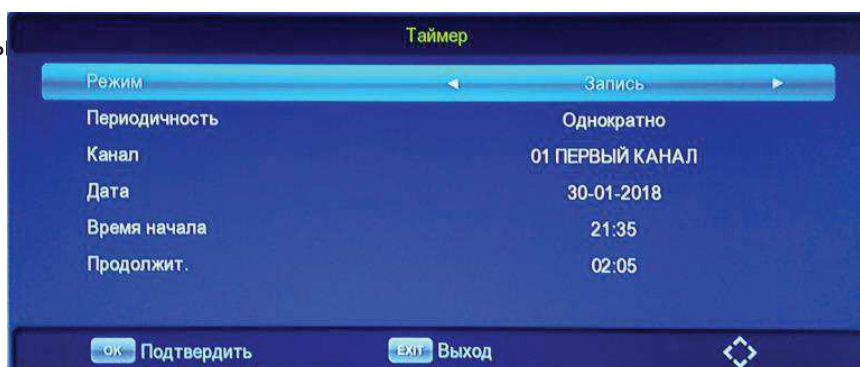 Таймер
Режим Запись
Периодичность Однократно
Канал 01 ПЕРВЫЙ КАНАЛ
Дата 30-01-2018
Время начала 21:35
Продолжит. 02:05
OK Подтвердить EXIT Выход